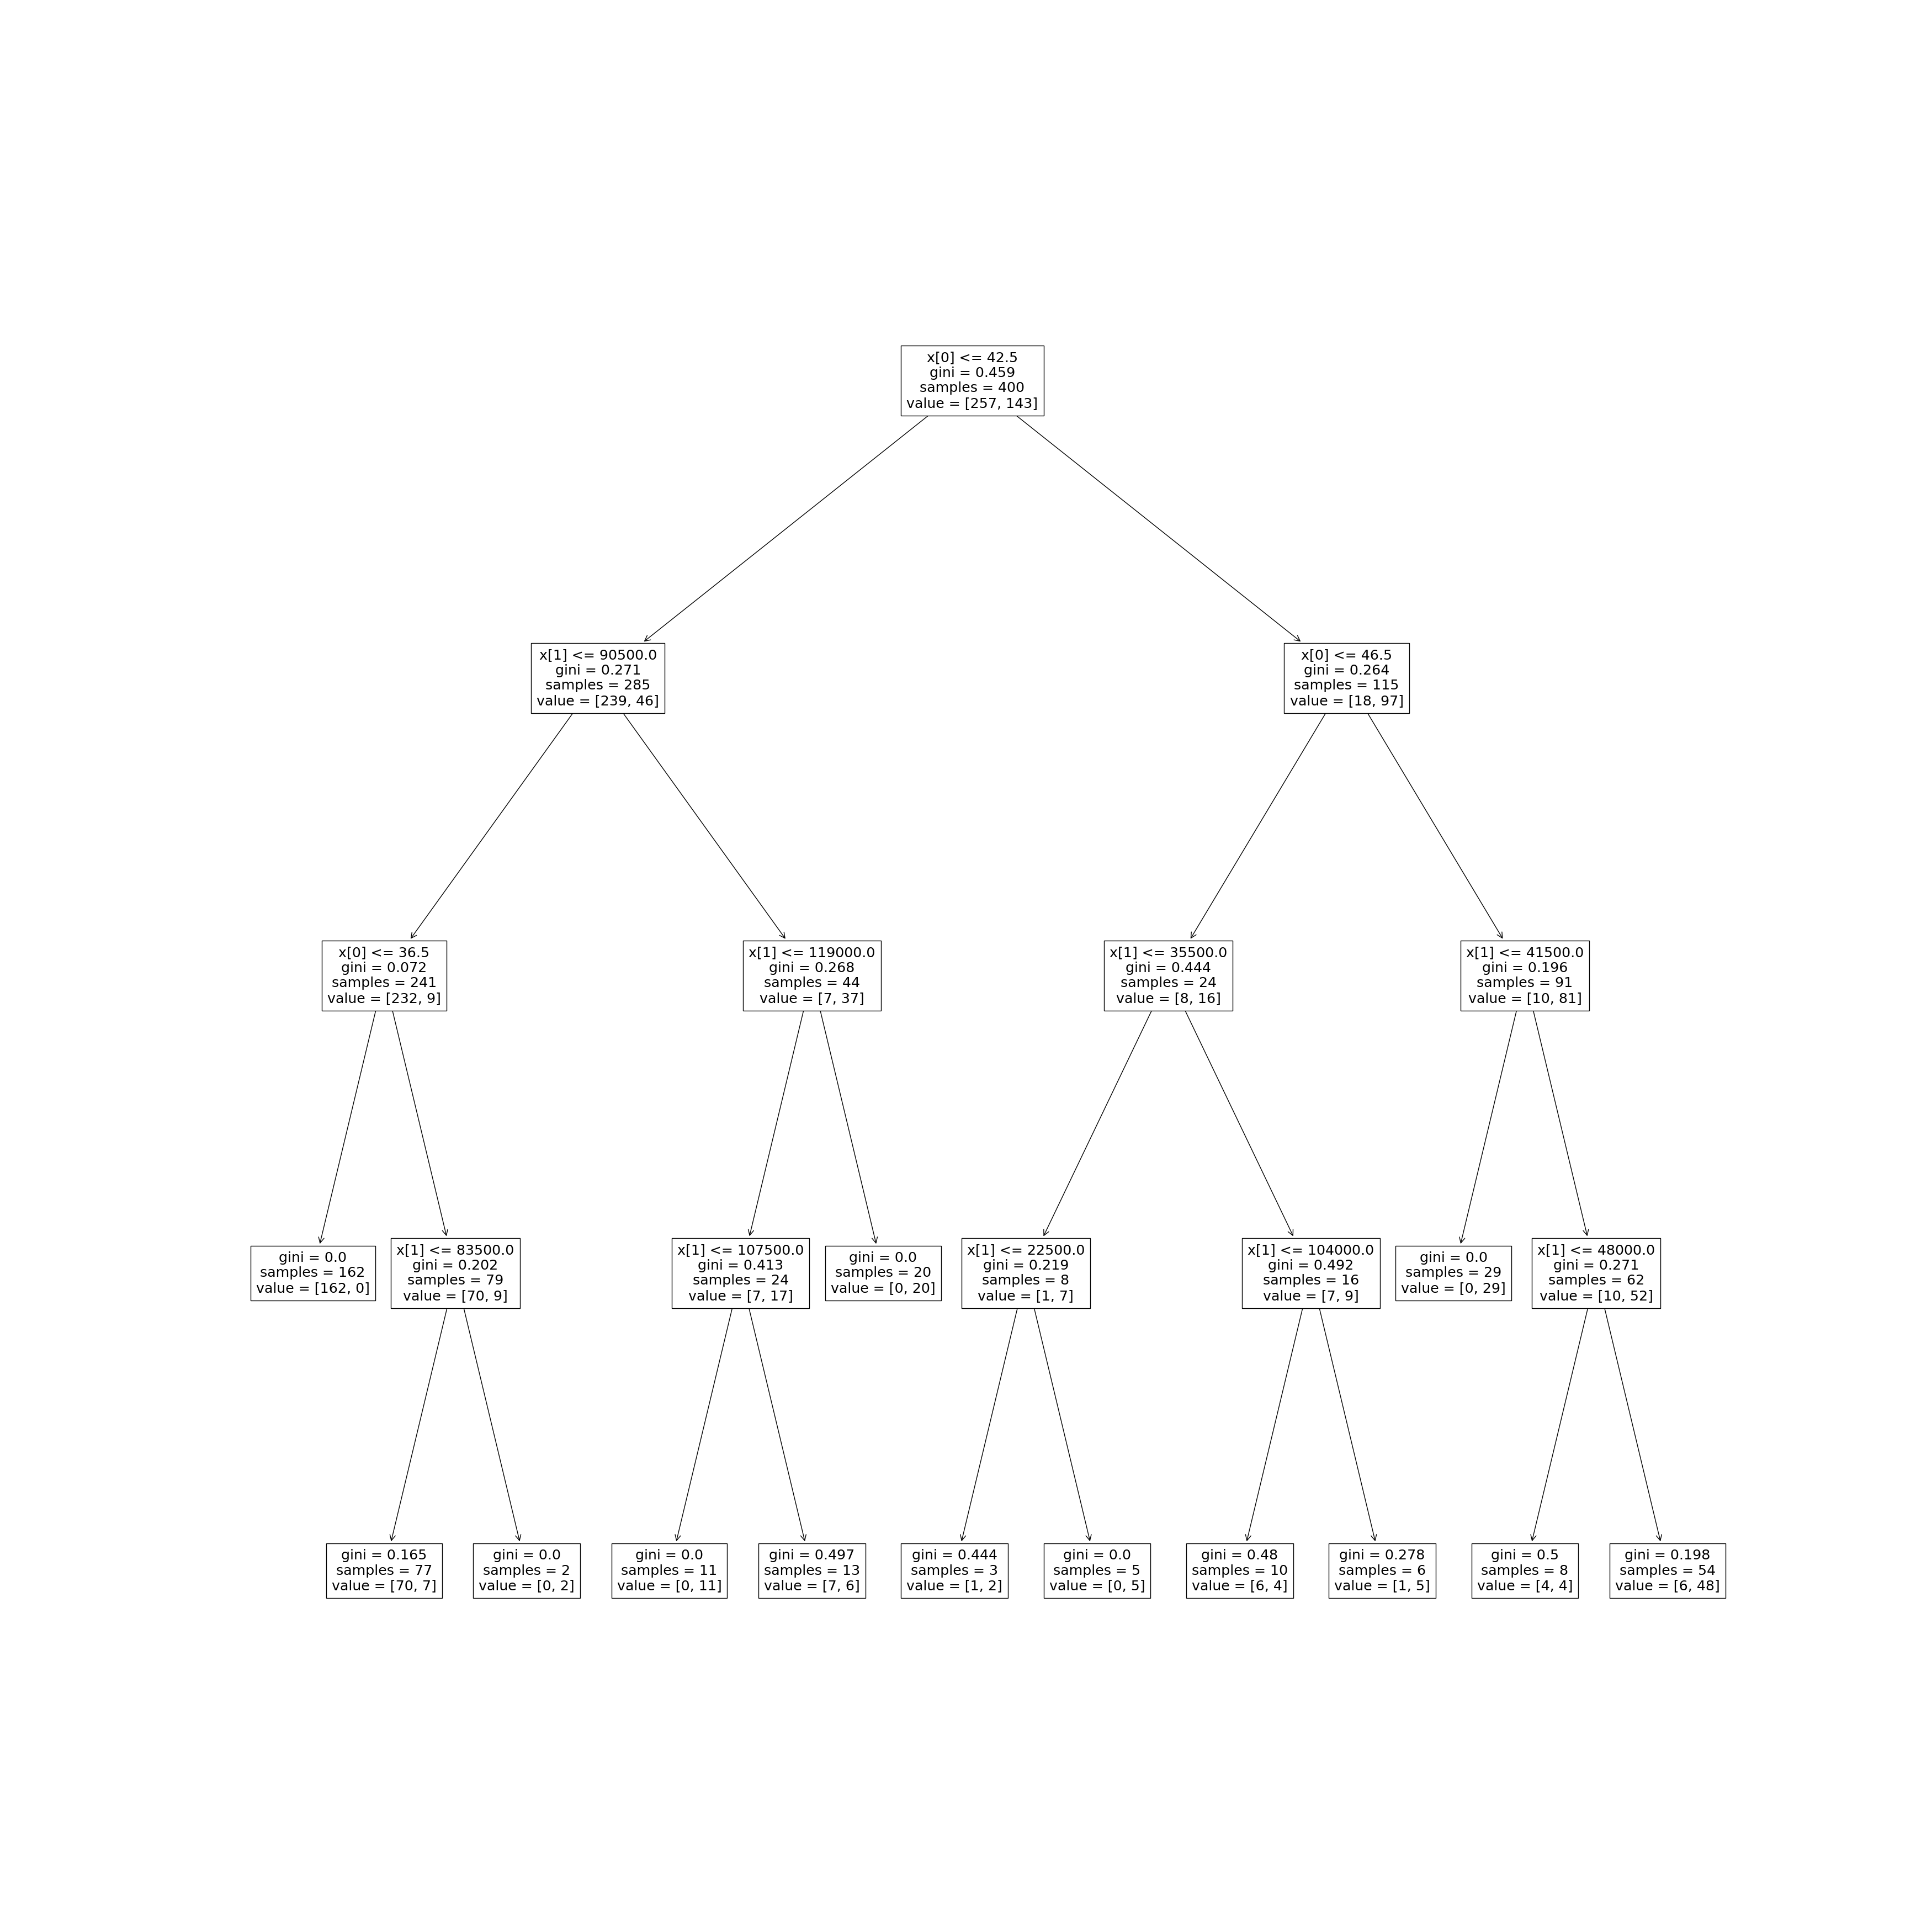 x[0] <= 42.5
gini = 0.459
samples = 400
value = [257, 143]
x[1] <= 90500.0
gini = 0.271
samples = 285
value = [239, 46]
x[0] <= 46.5
gini = 0.264
samples = 115
value = [18, 97]
x[0] <= 36.5
gini = 0.072
samples = 241
value = [232, 9]
x[1] <= 119000.0
gini = 0.268
samples = 44
value = [7, 37]
x[1] <= 35500.0
gini = 0.444
samples = 24
value = [8, 16]
x[1] <= 41500.0
gini = 0.196
samples = 91
value = [10, 81]
gini = 0.0
samples = 162
value = [162, 0]
x[1] <= 83500.0
gini = 0.202
samples = 79
value = [70, 9]
x[1] <= 107500.0
gini = 0.413
samples = 24
value = [7, 17]
gini = 0.0
samples = 20
value = [0, 20]
x[1] <= 22500.0
gini = 0.219
samples = 8
value = [1, 7]
x[1] <= 104000.0
gini = 0.492
samples = 16
value = [7, 9]
gini = 0.0
samples = 29
value = [0, 29]
x[1] <= 48000.0
gini = 0.271
samples = 62
value = [10, 52]
gini = 0.165
samples = 77
value = [70, 7]
gini = 0.0
samples = 2
value = [0, 2]
gini = 0.0
samples = 11
value = [0, 11]
gini = 0.497
samples = 13
value = [7, 6]
gini = 0.444
samples = 3
value = [1, 2]
gini = 0.0
samples = 5
value = [0, 5]
gini = 0.48
samples = 10
value = [6, 4]
gini = 0.278
samples = 6
value = [1, 5]
gini = 0.5
samples = 8
value = [4, 4]
gini = 0.198
samples = 54
value = [6, 48]